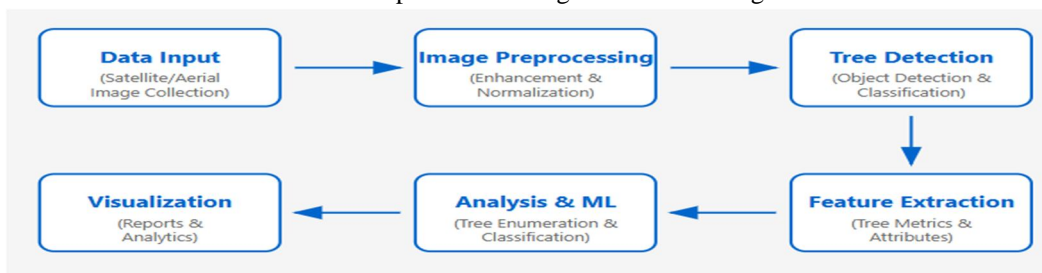 Data Input
(Satellite/Aerial
Image Collection)
Image Preprocessing
(Enhancement &
Normalization)
Tree Detection
(Object Detection &
Classification)
Visualization
(Reports &
Analytics)
Analysis & ML
(Tree Enumeration &
Classification)
Feature Extraction
(Tree Metrics &
Attributes)